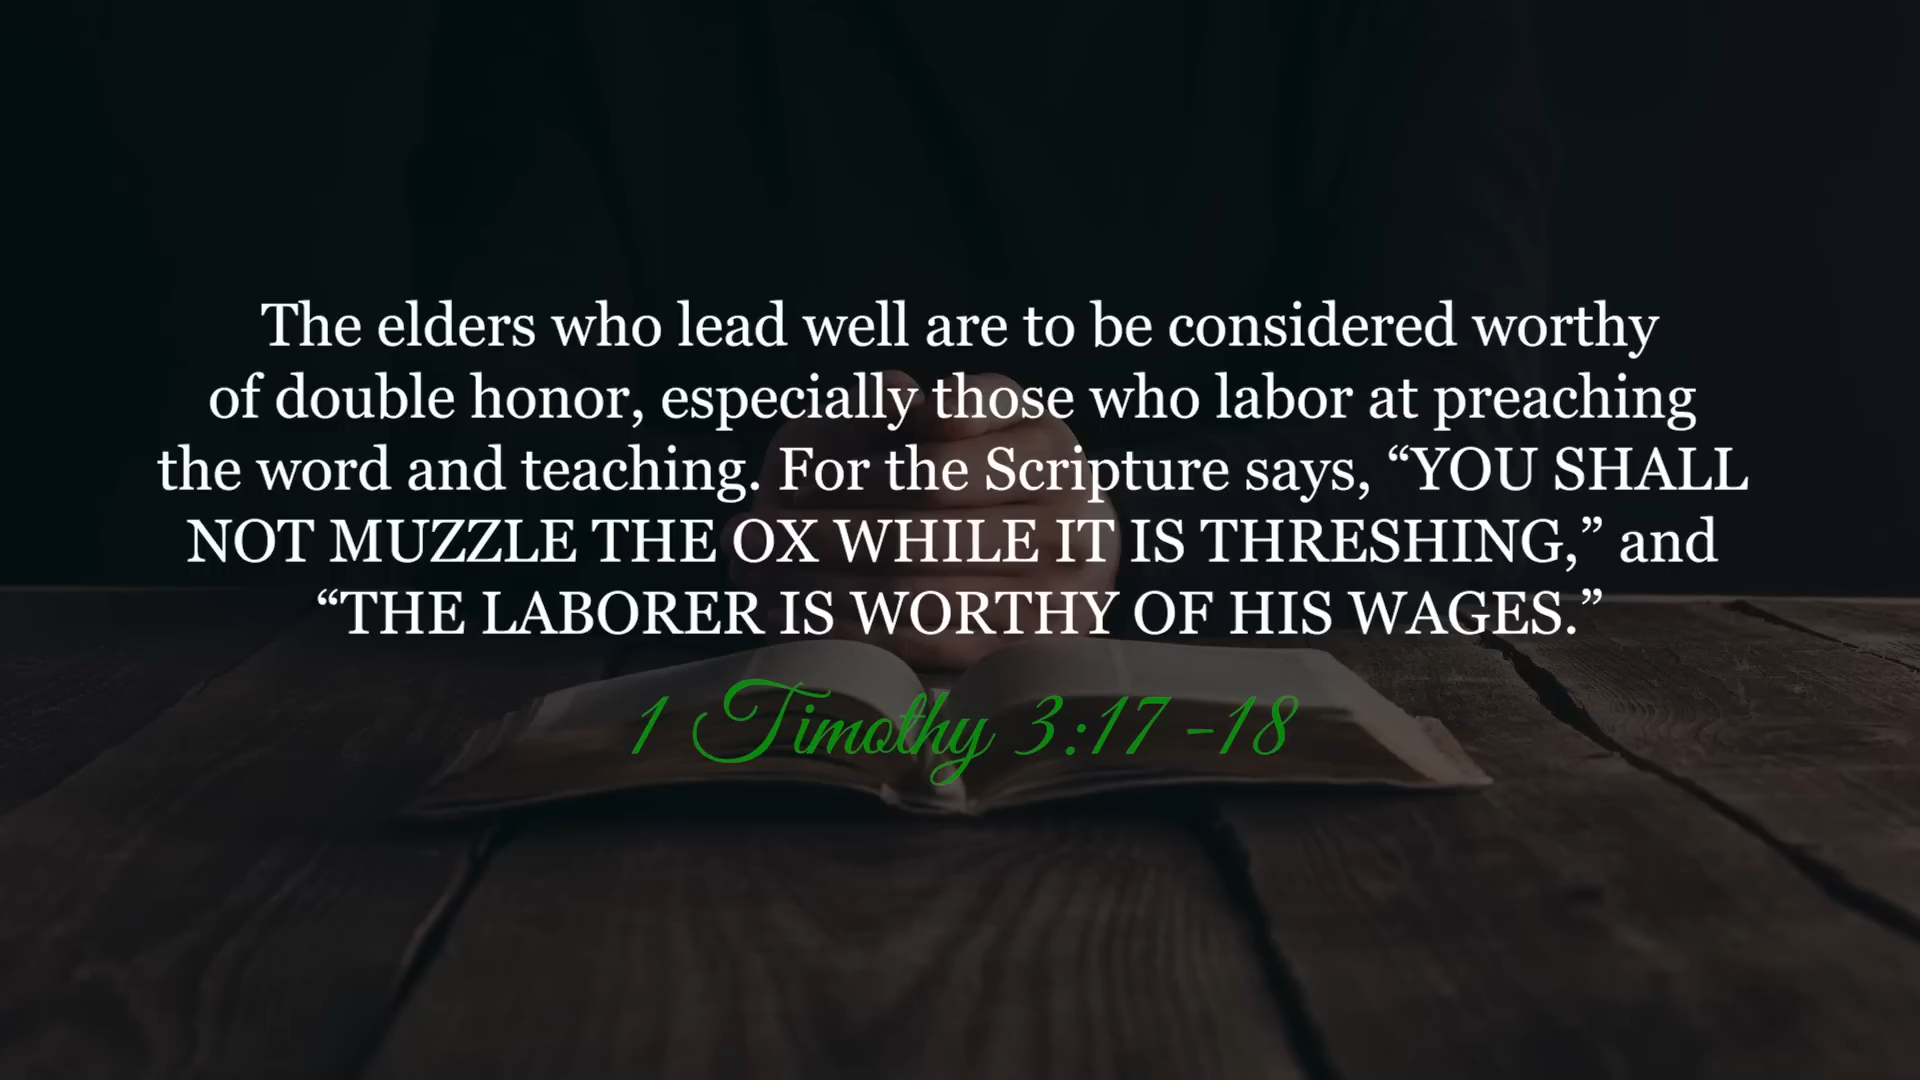 The elders who lead well are to be considered worthy
of double honor, especially those who labor at preaching
the word and teaching. For the Scripture says, “YOU SHALL
NOT MUZZLE THE OX WHILE IT IS THRESHING,” and
“THE LABORER IS WORTHY OF HIS WAGES.”
1 Timothy 3:17 -18